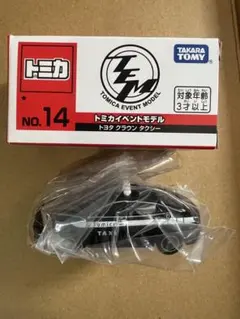 トミカ
TEM
TOMICA EVENT MODEL
TAKARA TOMY
対象年齢
3才以上
NO. 14
トミカイベントモデル
トヨタ クラウン タクシー
TAXI